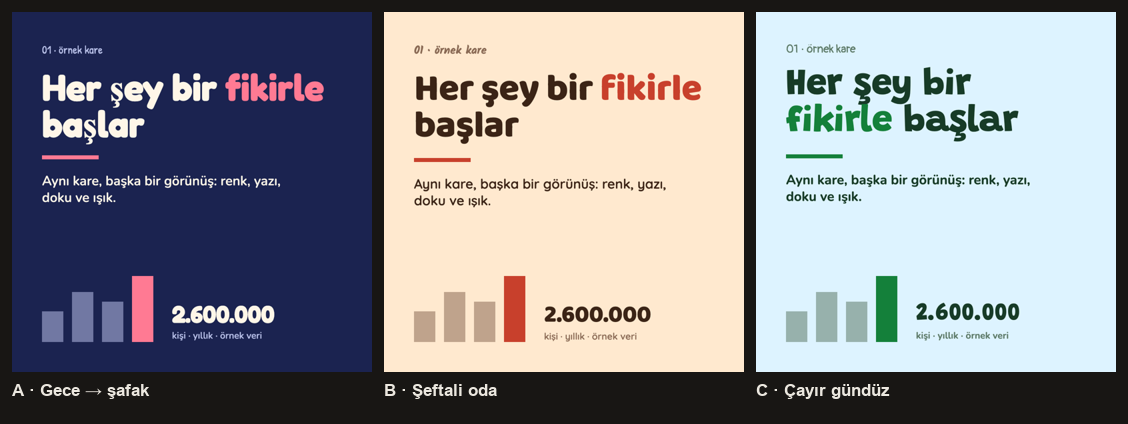 01 · örnek kare
Her şey bir fikirle
başlar
Aynı kare, başka bir görünüş: renk, yazı,
doku ve ışık.
2.600.000
kişi · yıllık · örnek veri
A · Gece → şafak
01 · örnek kare
Her şey bir fikirle
başlar
Aynı kare, başka bir görünüş: renk, yazı,
doku ve ışık.
2.600.000
kişi · yıllık · örnek veri
B · Şeftali oda
01 · örnek kare
Her şey bir
fikirle başlar
Aynı kare, başka bir görünüş: renk, yazı,
doku ve ışık.
2.600.000
kişi · yıllık · örnek veri
C · Çayır gündüz